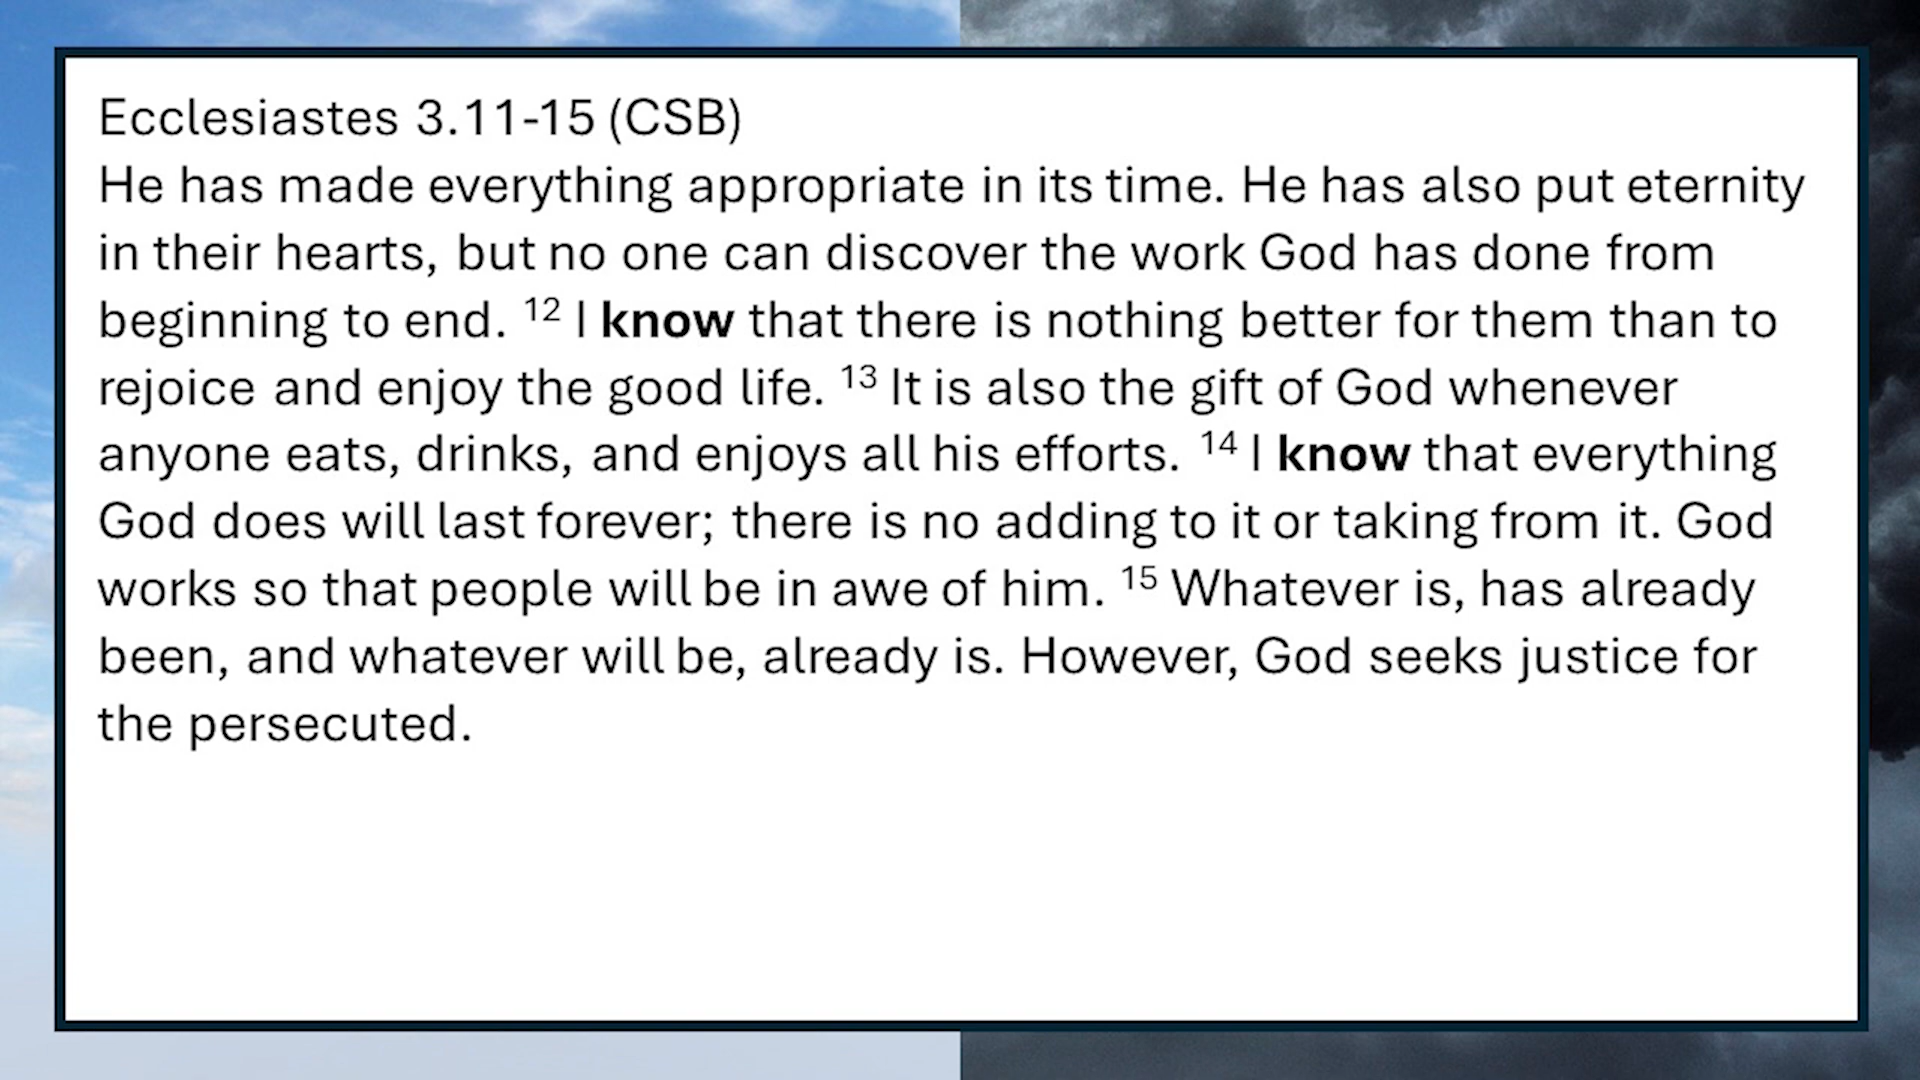 Ecclesiastes 3.11-15 (CSB)
He has made everything appropriate in its time. He has also put eternity
in their hearts, but no one can discover the work God has done from
beginning to end. 12 I know that there is nothing better for them than to
rejoice and enjoy the good life. 13 It is also the gift of God whenever
anyone eats, drinks, and enjoys all his efforts. 14 I know that everything
God does will last forever; there is no adding to it or taking from it. God
works so that people will be in awe of him. 15 Whatever is, has already
been, and whatever will be, already is. However, God seeks justice for
the persecuted.